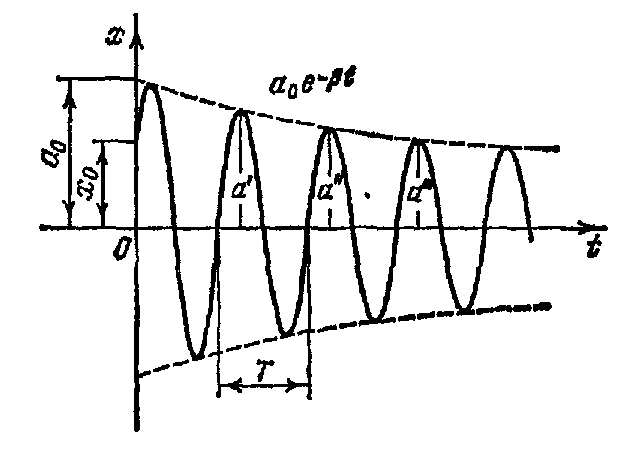 x
a₀e⁻ᵝᵗ
a₀
x₀
a′ a″ a‴
0 t
T